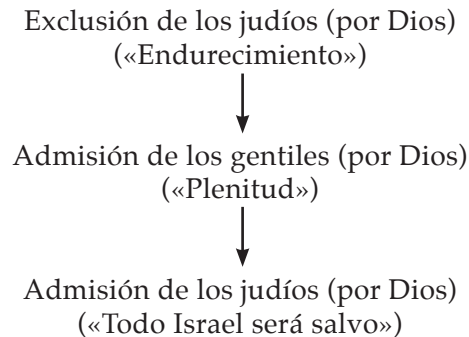 Exclusión de los judíos (por Dios)
(«Endurecimiento»)
Admisión de los gentiles (por Dios)
(«Plenitud»)
Admisión de los judíos (por Dios)
(«Todo Israel será salvo»)